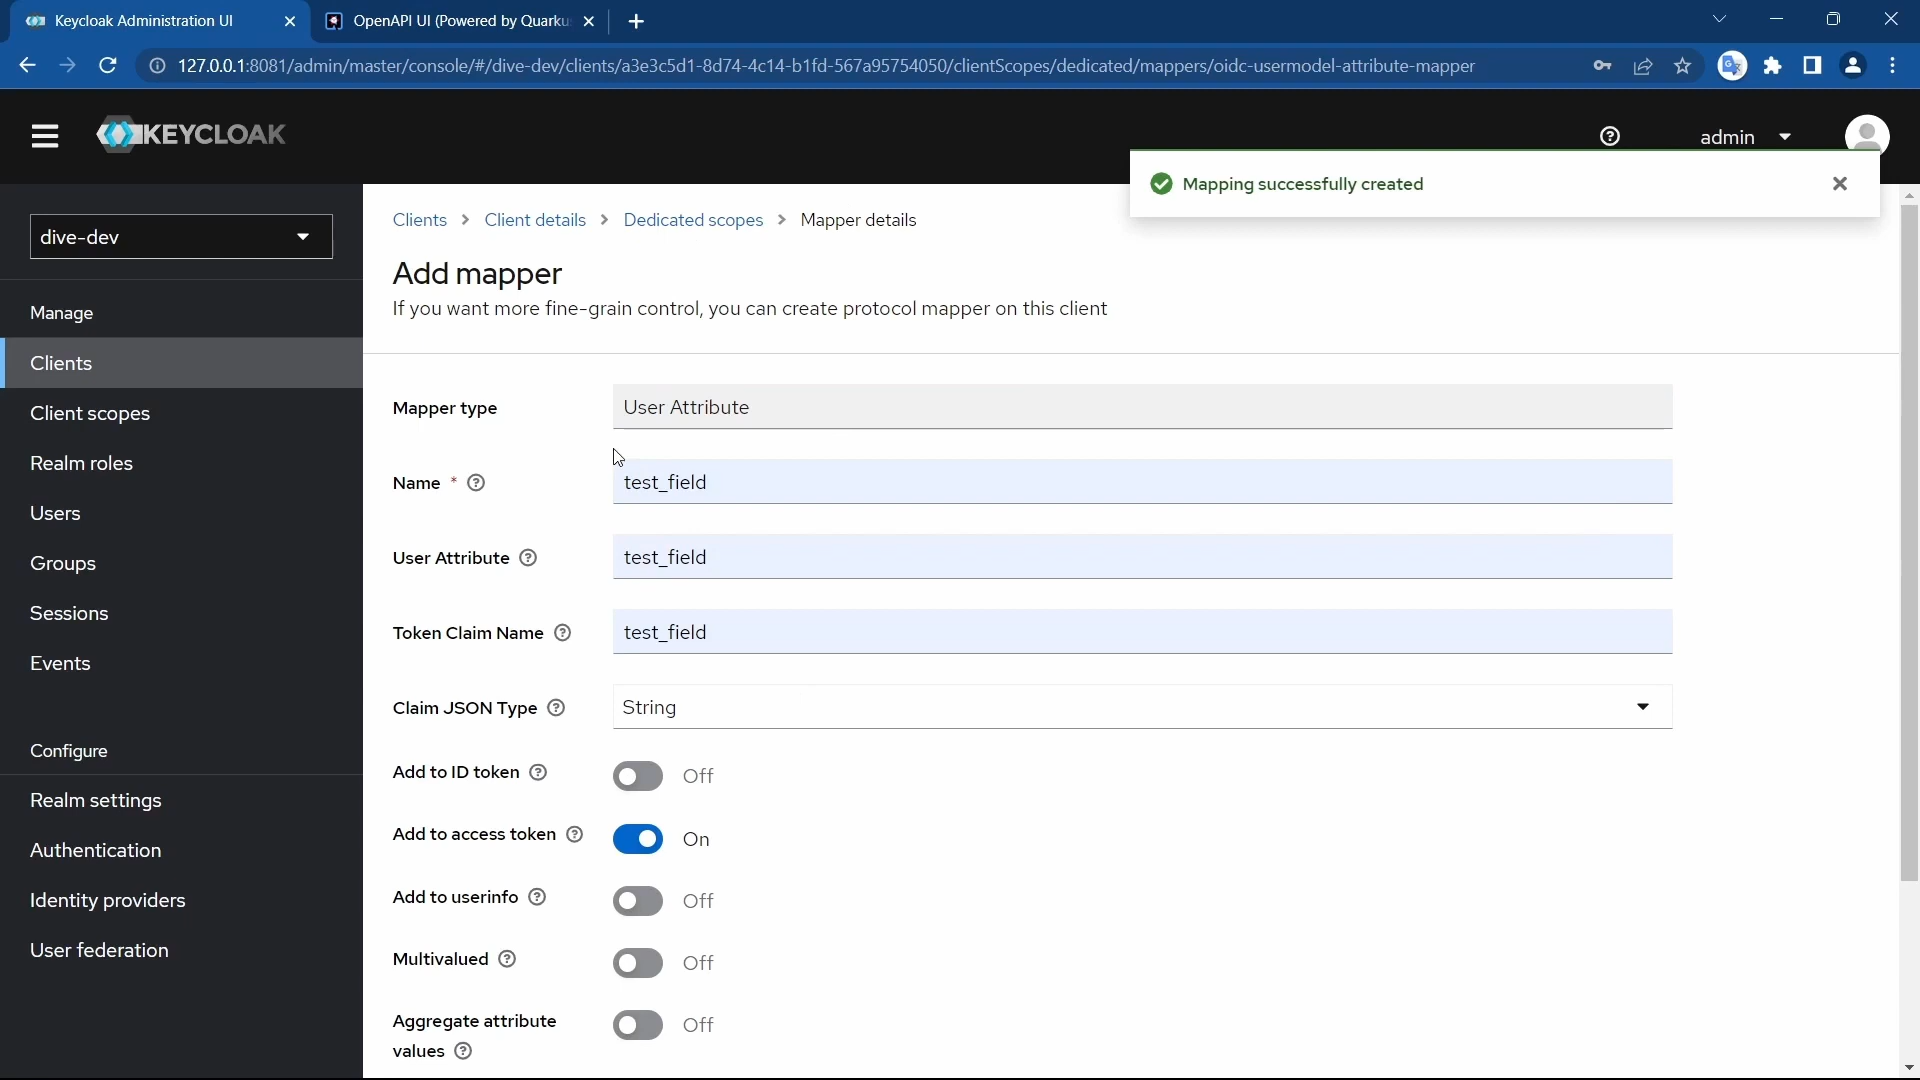 Keycloak Administration UI
OpenAPI UI (Powered by Quarku
127.0.0.1:8081/admin/master/console/#/dive-dev/clients/a3e3c5d1-8d74-4c14-b1fd-567a95754050/clientScopes/dedicated/mappers/oidc-usermodel-attribute-mapper
KEYCLOAK
admin
Mapping successfully created
dive-dev
Manage
Clients
Client scopes
Realm roles
Users
Groups
Sessions
Events
Configure
Realm settings
Authentication
Identity providers
User federation
Clients > Client details > Dedicated scopes > Mapper details
Add mapper
If you want more fine-grain control, you can create protocol mapper on this client
Mapper type User Attribute
Name * test_field
User Attribute test_field
Token Claim Name test_field
Claim JSON Type String
Add to ID token Off
Add to access token On
Add to userinfo Off
Multivalued Off
Aggregate attribute
values Off